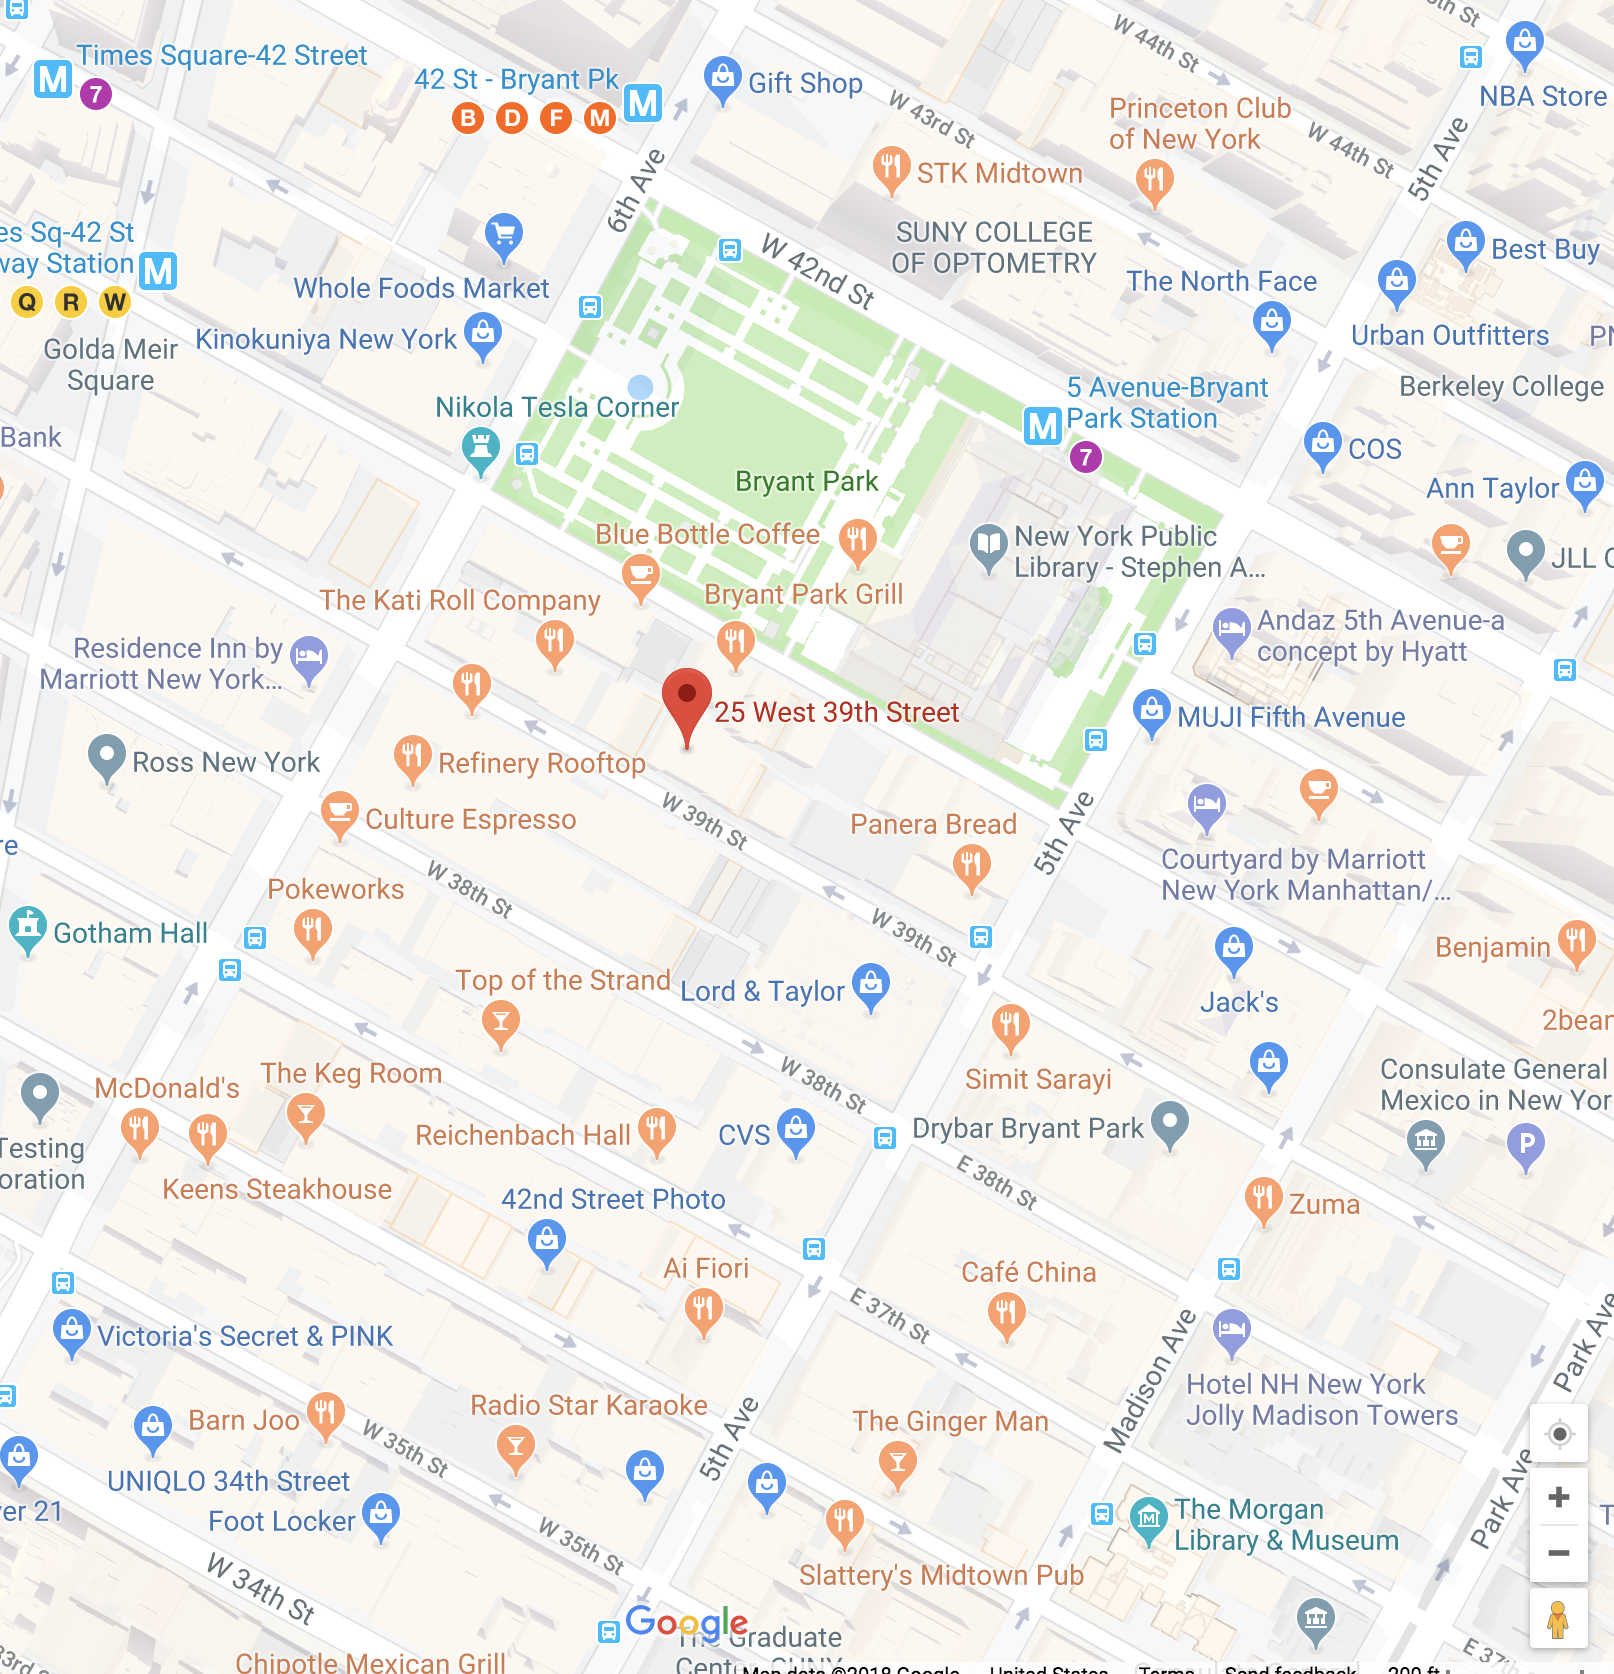 Times Square-42 Street
7
42 St - Bryant Pk
M
M
B D F M
Gift Shop
W 44th St
W 43rd St
W 44th St
NBA Store
Princeton Club
of New York
5th Ave
6th Ave
STK Midtown
SUNY COLLEGE
OF OPTOMETRY
W 42nd St
Best Buy
The North Face
Urban Outfitters
es Sq-42 St
way Station
M
Q R W
Whole Foods Market
Golda Meir
Square
Kinokuniya New York
Berkeley College
5 Avenue-Bryant
Park Station
M
7
Nikola Tesla Corner
Bank
COS
Ann Taylor
Bryant Park
Blue Bottle Coffee
New York Public
Library - Stephen A...
JLL
The Kati Roll Company
Bryant Park Grill
Andaz 5th Avenue-a
concept by Hyatt
Residence Inn by
Marriott New York...
25 West 39th Street
MUJI Fifth Avenue
Ross New York
Refinery Rooftop
Culture Espresso
W 39th St
Panera Bread
5th Ave
Courtyard by Marriott
New York Manhattan/...
W 38th St
Pokeworks
W 39th St
Gotham Hall
Benjamin
Top of the Strand
Lord & Taylor
Jack's
The Keg Room
McDonald's
W 38th St
Simit Sarayi
Consulate General
Mexico in New Yor
P
Reichenbach Hall
CVS
Drybar Bryant Park
Testing
oration
Keens Steakhouse
42nd Street Photo
E 38th St
Zuma
Ai Fiori
Café China
E 37th St
Victoria's Secret & PINK
Madison Ave
Park Ave
Hotel NH New York
Jolly Madison Towers
Barn Joo
Radio Star Karaoke
The Ginger Man
W 35th St
5th Ave
UNIQLO 34th Street
er 21
Foot Locker
The Morgan
Library & Museum
Park Ave
W 35th St
W 34th St
Slattery's Midtown Pub
Google
The Graduate
Center, CUNY
E 37th
Chipotle Mexican Grill
Map data ©2018 Google United States Terms Send feedback 200 ft